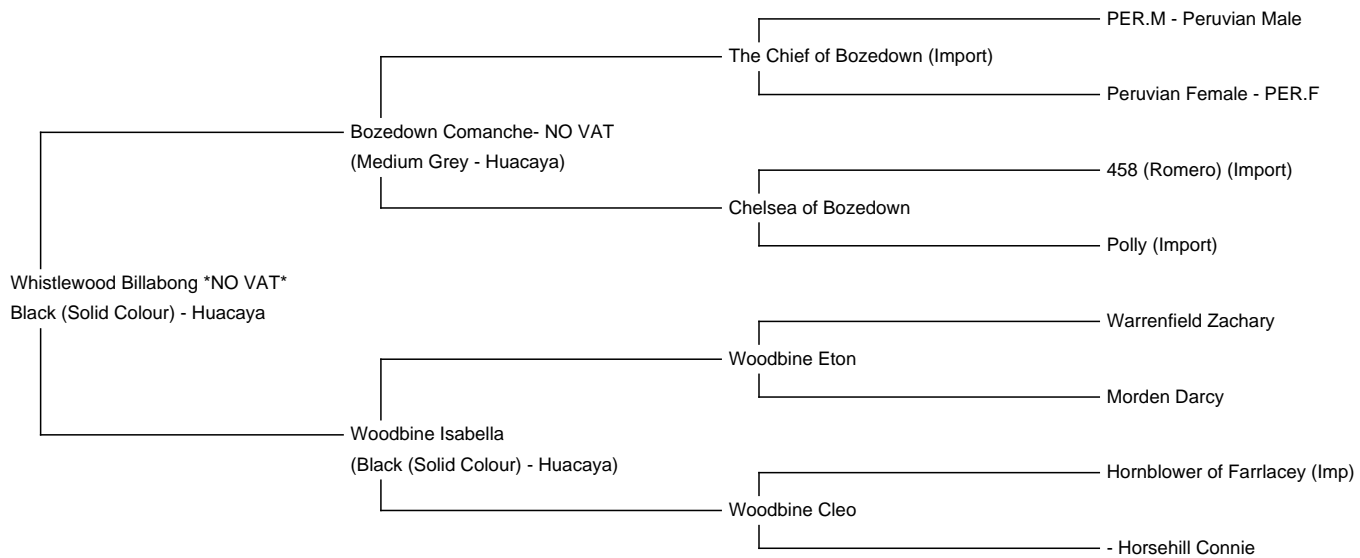 PER.M - Peruvian Male
The Chief of Bozedown (Import)
Peruvian Female - PER.F
Bozedown Comanche- NO VAT
(Medium Grey - Huacaya)
458 (Romero) (Import)
Chelsea of Bozedown
Polly (Import)
Whistlewood Billabong *NO VAT*
Black (Solid Colour) - Huacaya
Warrenfield Zachary
Woodbine Eton
Morden Darcy
Woodbine Isabella
(Black (Solid Colour) - Huacaya)
Hornblower of Farrlacey (Imp)
Woodbine Cleo
- Horsehill Connie